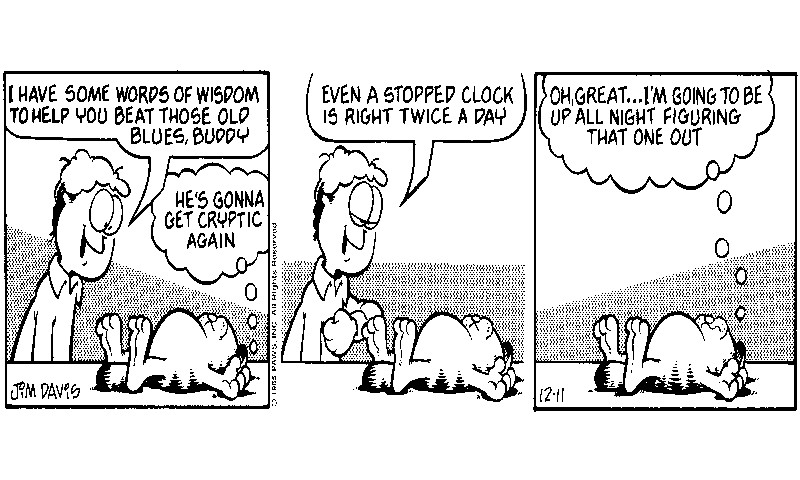 I HAVE SOME WORDS OF WISDOM
TO HELP YOU BEAT THOSE OLD
BLUES, BUDDY
HE'S GONNA
GET CRYPTIC
AGAIN
JIM DAVIS
EVEN A STOPPED CLOCK
IS RIGHT TWICE A DAY
OH, GREAT...I'M GOING TO BE
UP ALL NIGHT FIGURING
THAT ONE OUT
12-11